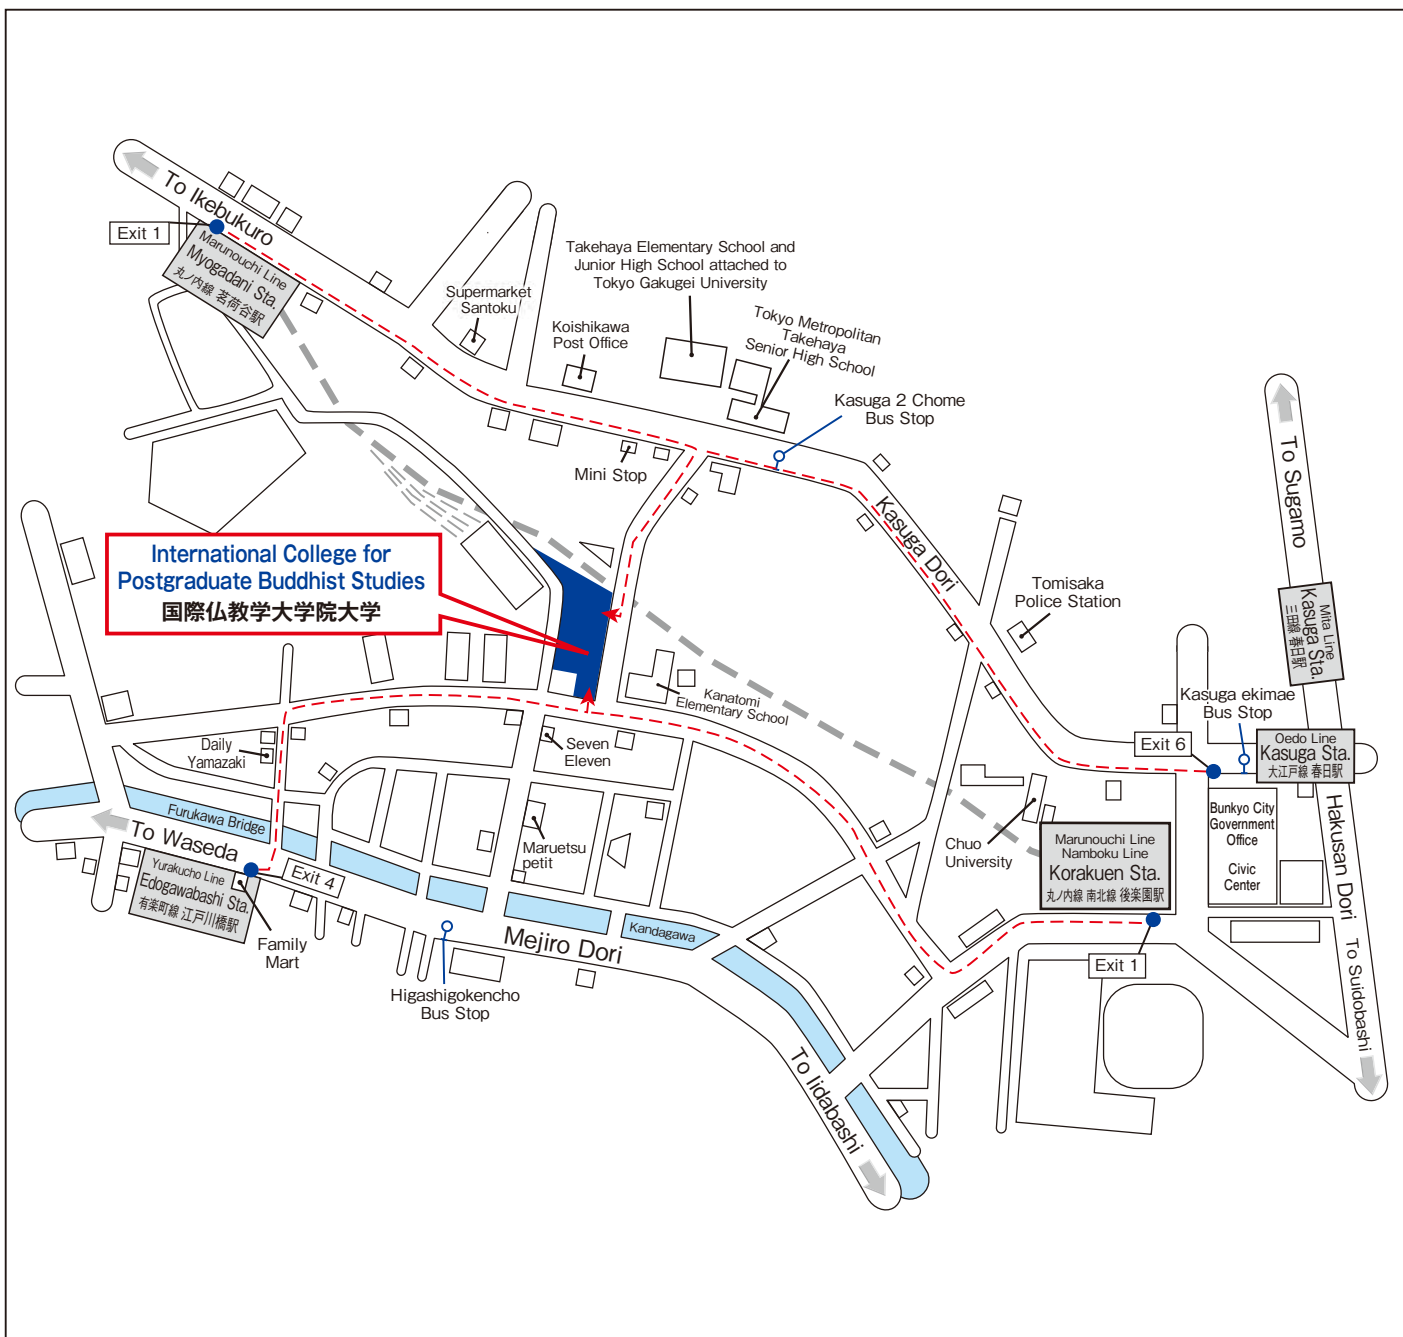 To Ikebukuro
Exit 1
Marunouchi Line
Myogadani Sta.
丸ノ内線 茗荷谷駅
Supermarket
Santoku
Koishikawa
Post Office
Takehaya Elementary School and
Junior High School attached to
Tokyo Gakugei University
Tokyo Metropolitan
Takehaya
Senior High School
Kasuga 2 Chome
Bus Stop
Mini Stop
Kasuga Dori
To Sugamo
International College for
Postgraduate Buddhist Studies
国際仏教学大学院大学
Tomisaka
Police Station
Mita Line
Kasuga Sta.
三田線 春日駅
Kanatomi
Elementary School
Kasuga ekimae
Bus Stop
Exit 6
Oedo Line
Kasuga Sta.
大江戸線 春日駅
Daily
Yamazaki
Seven
Eleven
Furukawa Bridge
To Waseda
Maruetsu
petit
Chuo
University
Marunouchi Line
Namboku Line
Korakuen Sta.
丸ノ内線 南北線 後楽園駅
Bunkyo City
Government
Office
Civic
Center
Hakusan Dori
To Suidobashi
Yurakucho Line
Edogawabashi Sta.
有楽町線 江戸川橋駅
Exit 4
Family
Mart
Mejiro Dori
Kandagawa
Exit 1
Higashigokencho
Bus Stop
To Iidabashi